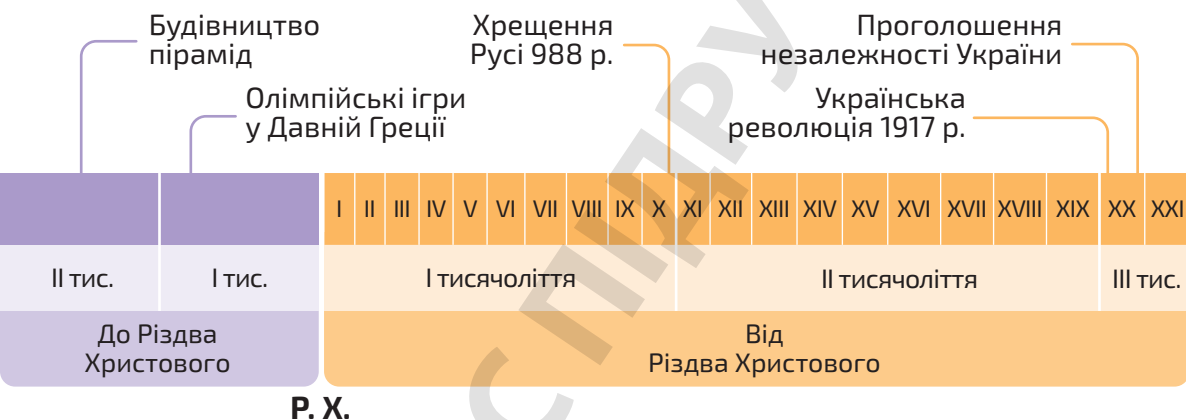 Будівництво
пірамід
Хрещення
Русі 988 р.
Проголошення
незалежності України
Олімпійські ігри
у Давній Греції
Українська
революція 1917 р.
I II III IV V VI VII VIII IX X XI XII XIII XIV XV XVI XVII XVIII XIX XX XXI
II тис. I тис. I тисячоліття II тисячоліття III тис.
До Різдва
Христового
Від
Різдва Христового
Р. Х.
С ПІДРУ